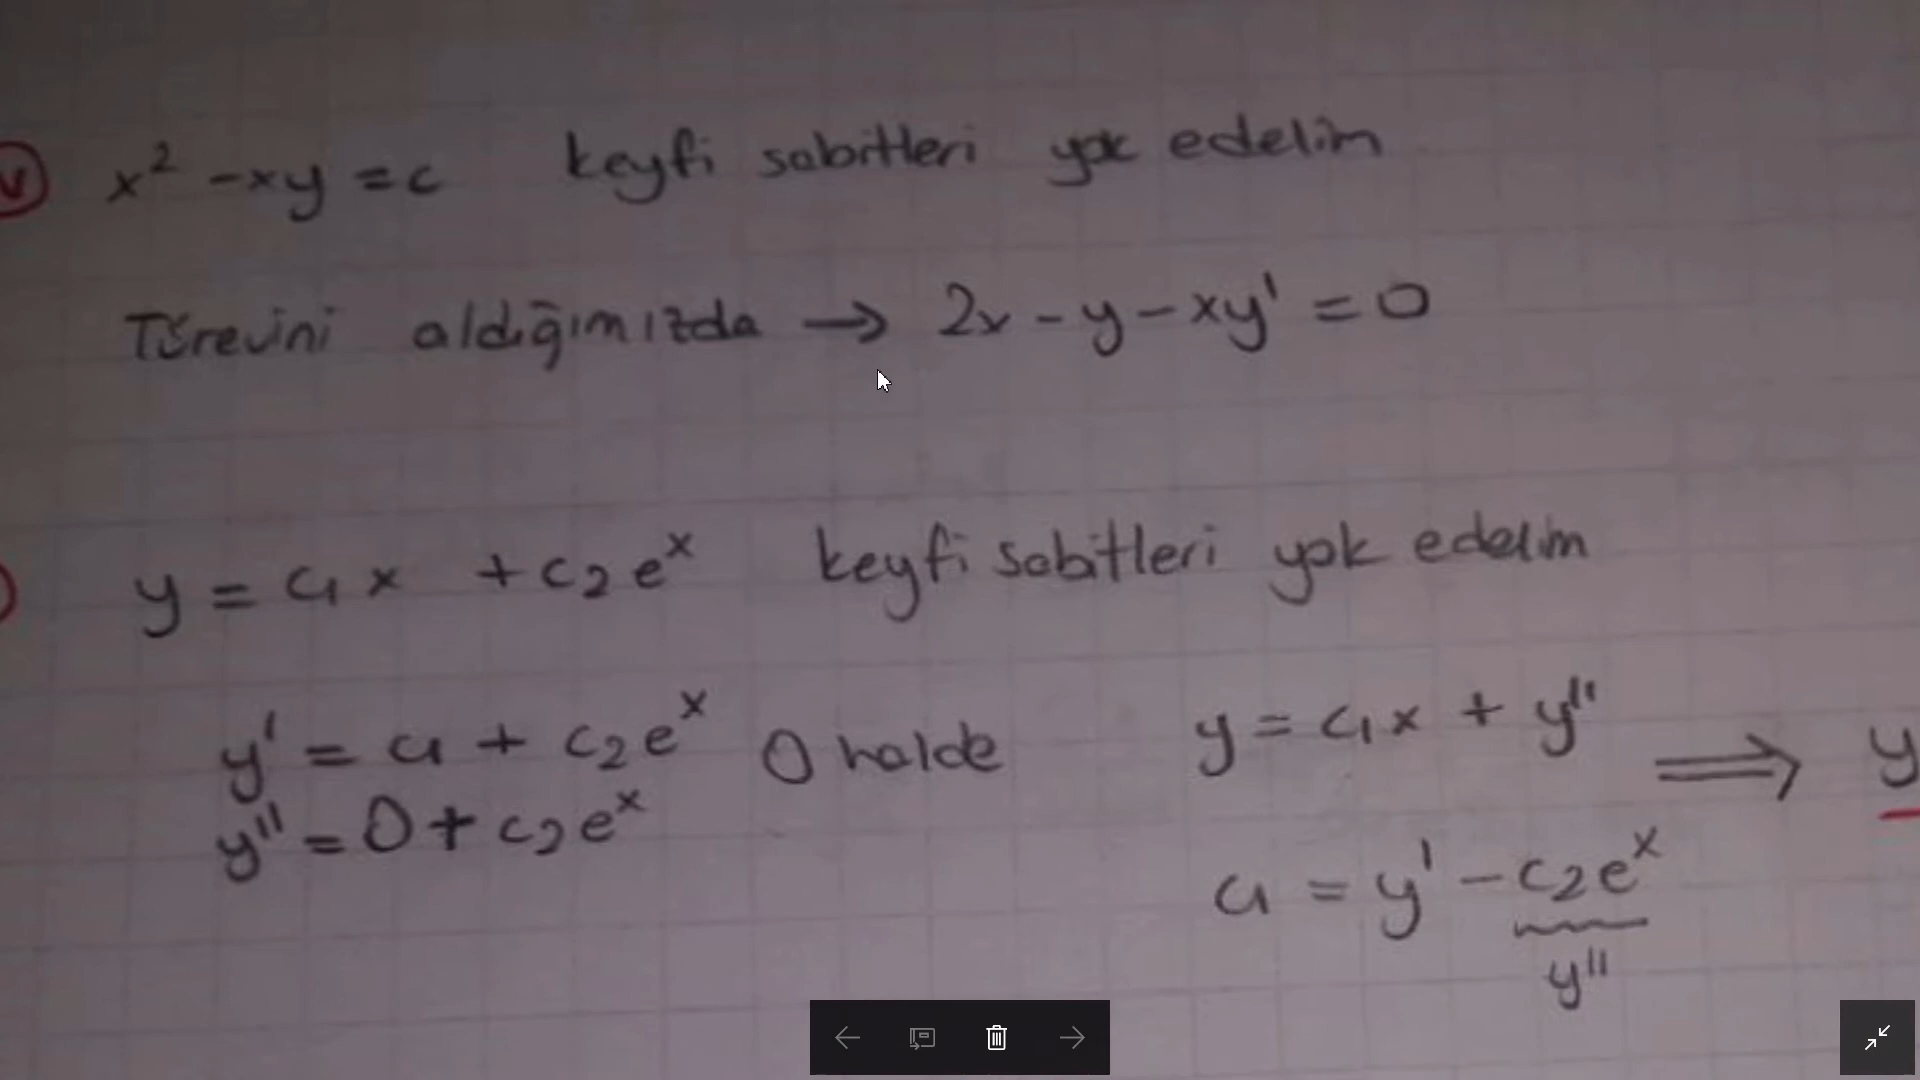 v) x² - xy = c keyfi sabitleri yok edelim
Türevini aldığımızda → 2x - y - xy' = 0
) y = c₁x + c₂eˣ keyfi sabitleri yok edelim
y' = c₁ + c₂eˣ O halde y = c₁x + y'' ⟹ y
y'' = 0 + c₂eˣ
c₁ = y' - c₂eˣ
y''